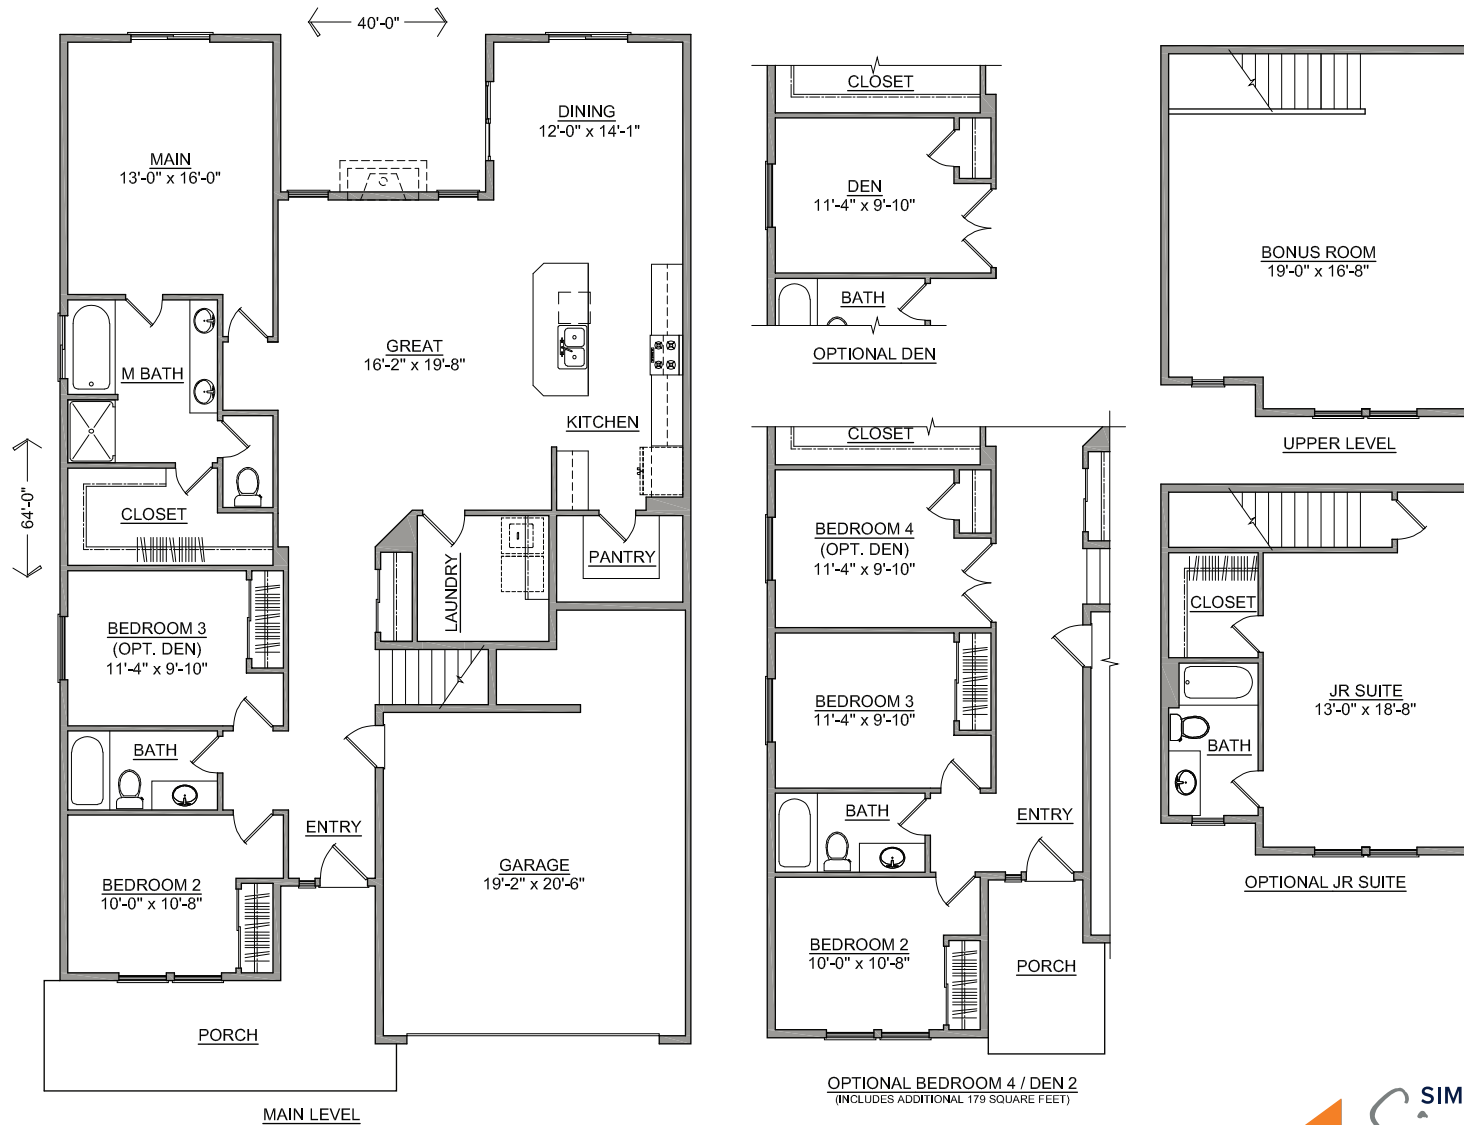 40'-0"
MAIN
13'-0" x 16'-0"
DINING
12'-0" x 14'-1"
GREAT
16'-2" x 19'-8"
M BATH
KITCHEN
64'-0"
CLOSET
LAUNDRY
PANTRY
BEDROOM 3
(OPT. DEN)
11'-4" x 9'-10"
BATH
ENTRY
BEDROOM 2
10'-0" x 10'-8"
GARAGE
19'-2" x 20'-6"
PORCH
MAIN LEVEL
CLOSET
DEN
11'-4" x 9'-10"
BATH
OPTIONAL DEN
CLOSET
BEDROOM 4
(OPT. DEN)
11'-4" x 9'-10"
BEDROOM 3
11'-4" x 9'-10"
BATH
ENTRY
BEDROOM 2
10'-0" x 10'-8"
PORCH
OPTIONAL BEDROOM 4 / DEN 2
(INCLUDES ADDITIONAL 179 SQUARE FEET)
BONUS ROOM
19'-0" x 16'-8"
UPPER LEVEL
CLOSET
JR SUITE
13'-0" x 18'-8"
BATH
OPTIONAL JR SUITE
SIM